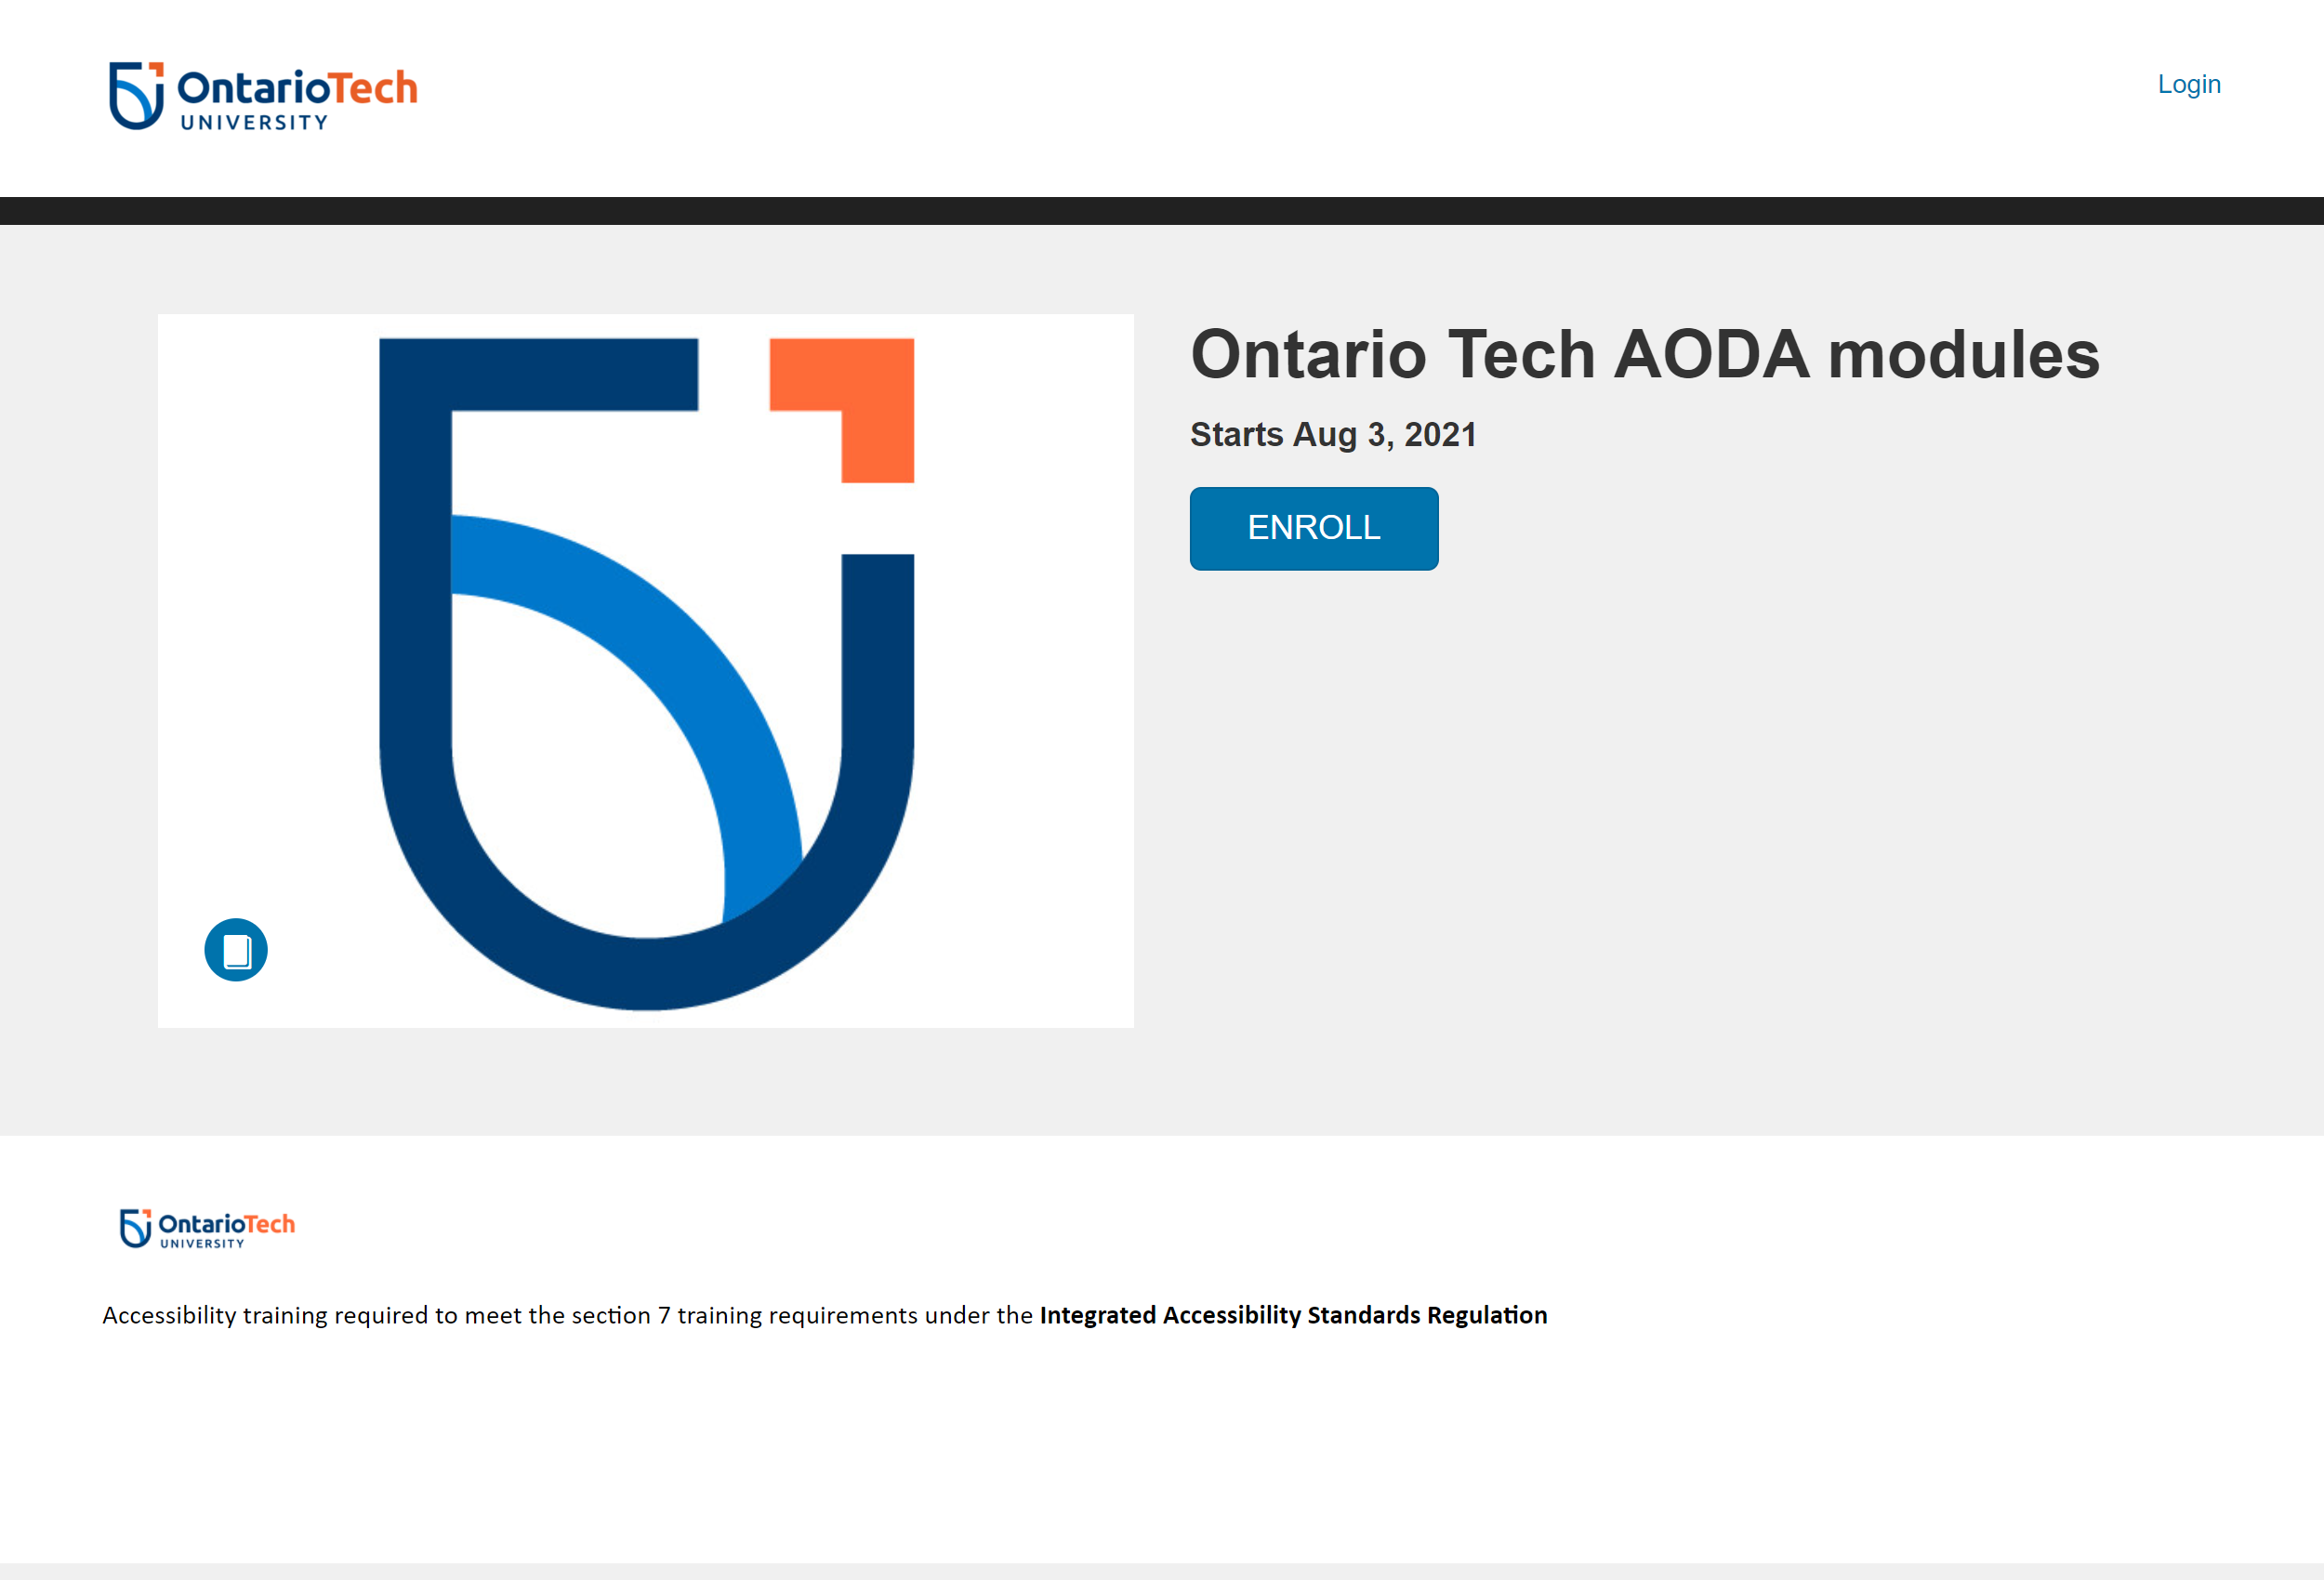 OntarioTech
UNIVERSITY
Login
Ontario Tech AODA modules
Starts Aug 3, 2021
ENROLL
OntarioTech
UNIVERSITY
Accessibility training required to meet the section 7 training requirements under the Integrated Accessibility Standards Regulation